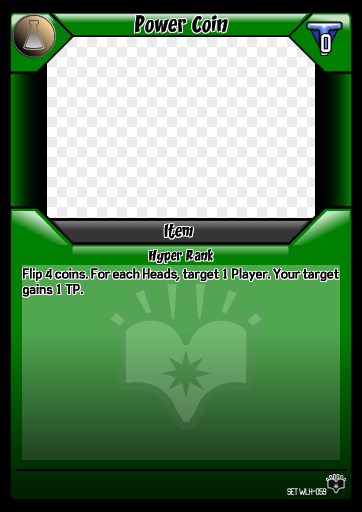 Power Coin
0
Item
Hyper Rank
Flip 4 coins. For each Heads, target 1 Player. Your target
gains 1 TP.
SET WLH-059